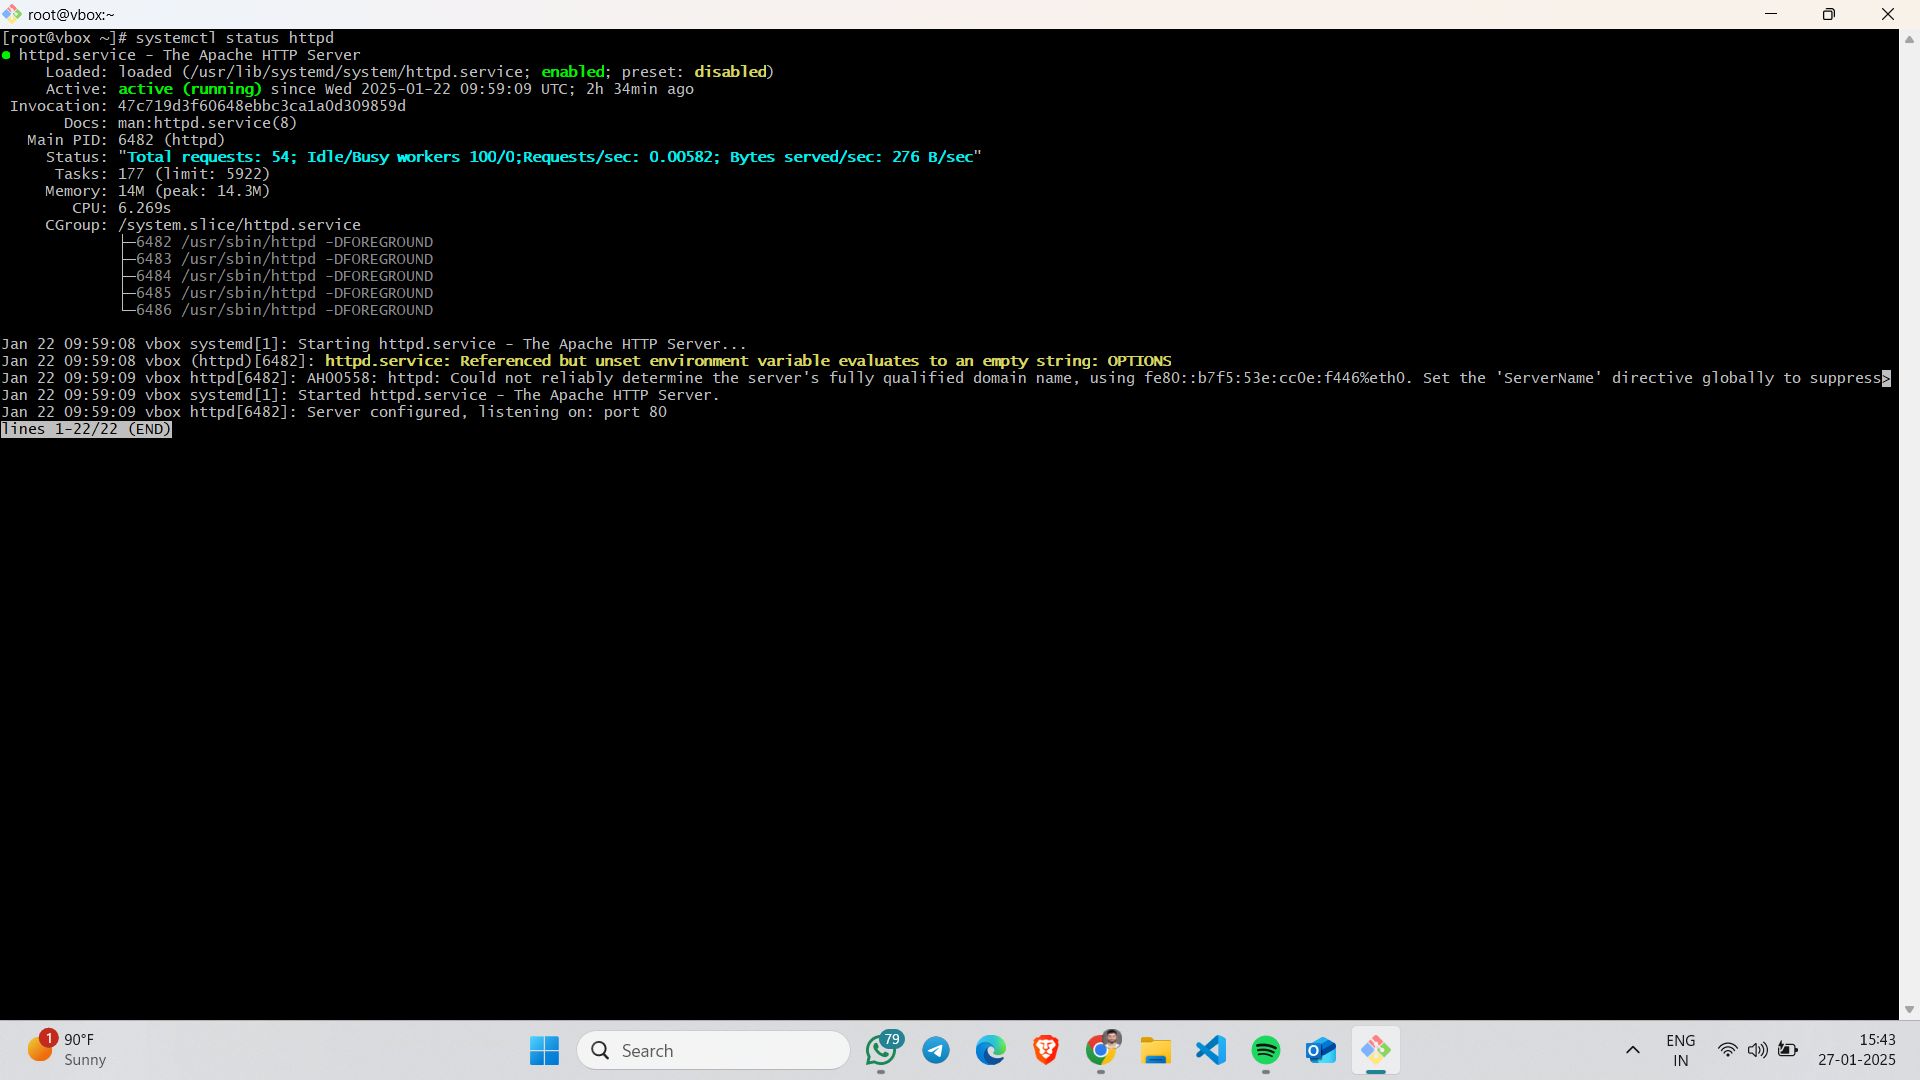 root@vbox:~
[root@vbox ~]# systemctl status httpd
● httpd.service - The Apache HTTP Server
Loaded: loaded (/usr/lib/systemd/system/httpd.service; enabled; preset: disabled)
Active: active (running) since Wed 2025-01-22 09:59:09 UTC; 2h 34min ago
Invocation: 47c719d3f60648ebbc3ca1a0d309859d
Docs: man:httpd.service(8)
Main PID: 6482 (httpd)
Status: "Total requests: 54; Idle/Busy workers 100/0;Requests/sec: 0.00582; Bytes served/sec: 276 B/sec"
Tasks: 177 (limit: 5922)
Memory: 14M (peak: 14.3M)
CPU: 6.269s
CGroup: /system.slice/httpd.service
├─6482 /usr/sbin/httpd -DFOREGROUND
├─6483 /usr/sbin/httpd -DFOREGROUND
├─6484 /usr/sbin/httpd -DFOREGROUND
├─6485 /usr/sbin/httpd -DFOREGROUND
└─6486 /usr/sbin/httpd -DFOREGROUND
Jan 22 09:59:08 vbox systemd[1]: Starting httpd.service - The Apache HTTP Server...
Jan 22 09:59:08 vbox (httpd)[6482]: httpd.service: Referenced but unset environment variable evaluates to an empty string: OPTIONS
Jan 22 09:59:09 vbox httpd[6482]: AH00558: httpd: Could not reliably determine the server's fully qualified domain name, using fe80::b7f5:53e:cc0e:f446%eth0. Set the 'ServerName' directive globally to suppress>
Jan 22 09:59:09 vbox systemd[1]: Started httpd.service - The Apache HTTP Server.
Jan 22 09:59:09 vbox httpd[6482]: Server configured, listening on: port 80
lines 1-22/22 (END)
1
90°F
Sunny
Search
79
ENG
IN
15:43
27-01-2025